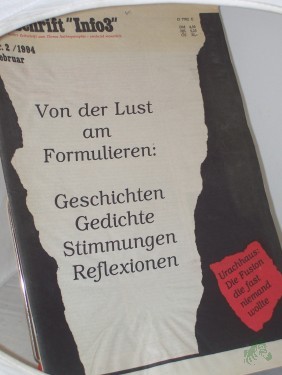 schrift "Info3"
r. 2 / 1994
ebruar
Von der Lust
am
Formulieren:
Geschichten
Gedichte
Stimmungen
Reflexionen
Urachhaus:
Die Fusion
die fast
niemand
wollte